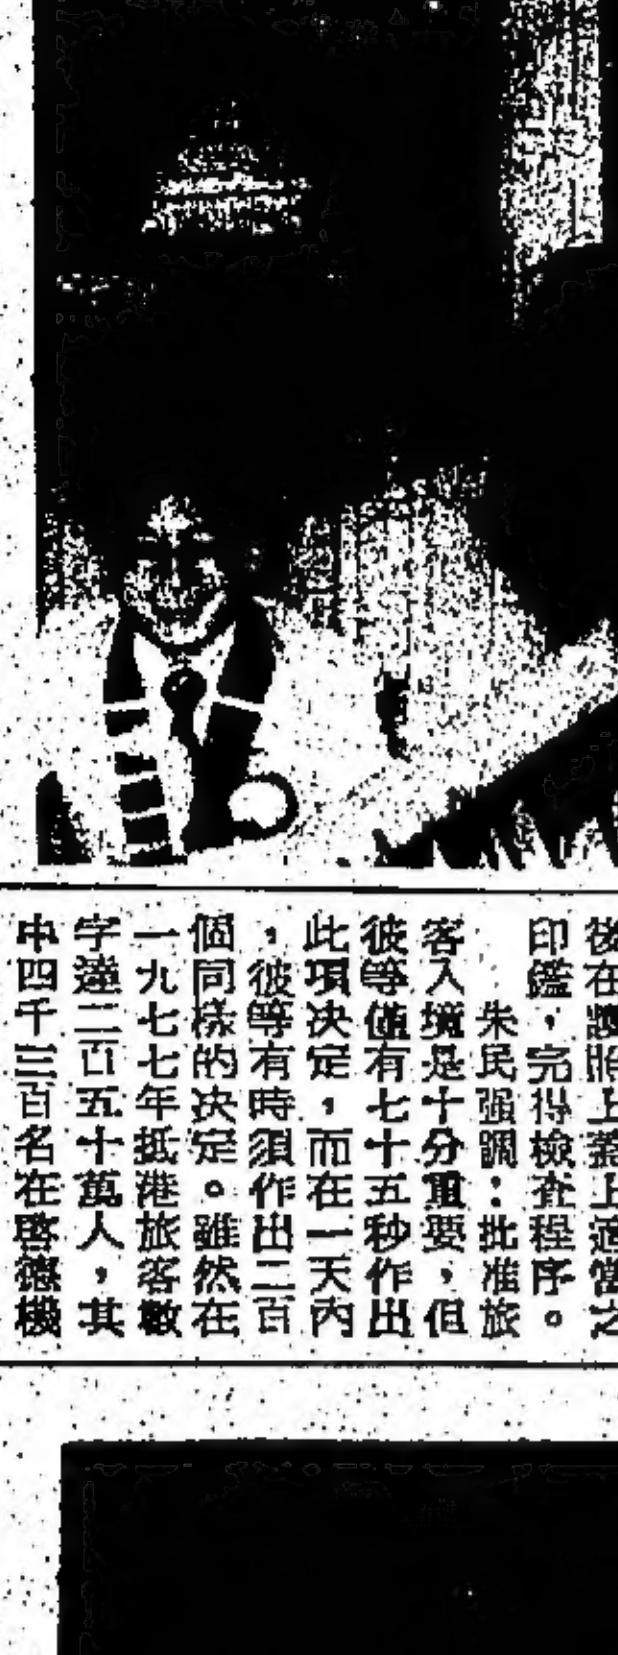 後在護照上蓋上適當之
印鑑，完得檢查程序。
朱民强調：批准旅
客入境是十分重要，但
彼等僅有七十五秒作出
此項决定，而在一天內
，彼等有時須作出二百
個同樣的决定。雖然在
一九七七年抵港旅客數
字達二百五十萬人，其
中四千三百名在啓德機